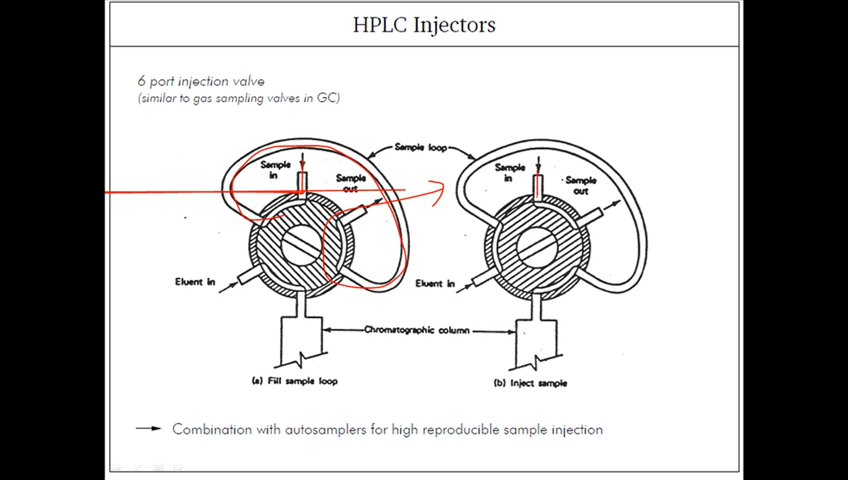 HPLC Injectors
6 port injection valve
(similar to gas sampling valves in GC)
Sample loop
Sample in
Sample out
Eluent in
Sample in
Sample out
Eluent in
Chromatographic column
(a) Fill sample loop
(b) Inject sample
Combination with autosamplers for high reproducible sample injection